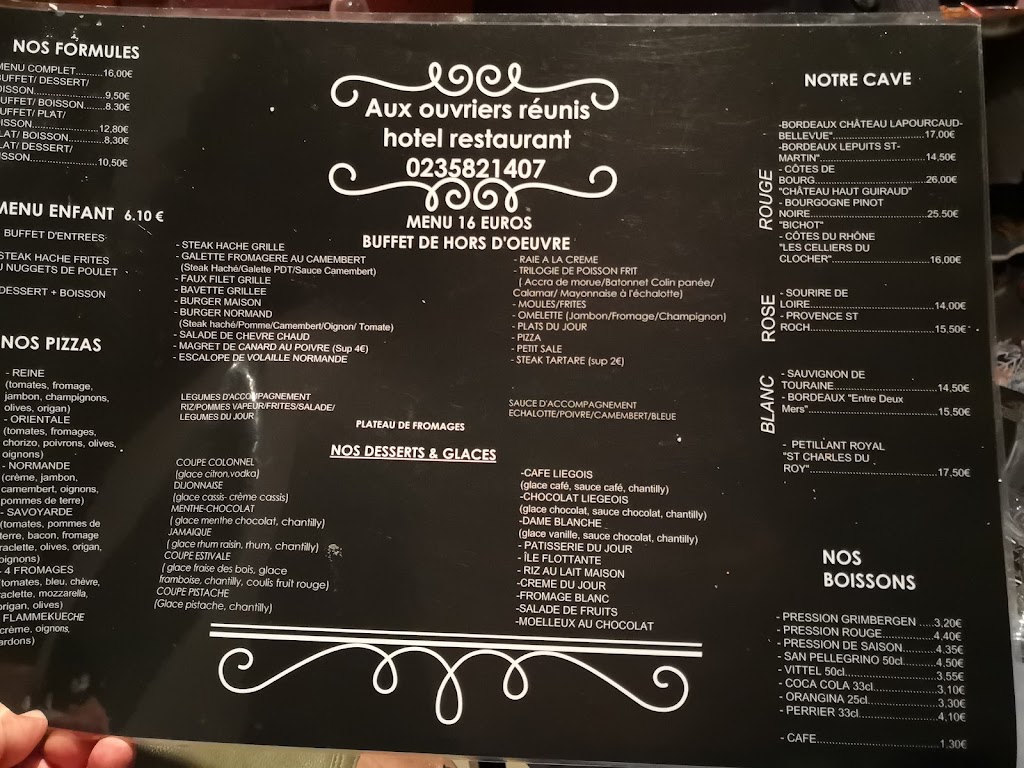 NOS FORMULES
MENU COMPLET.........16,00€
BUFFET/ DESSERT/
BOISSON......................9,50€
BUFFET/ BOISSON........8.30€
BUFFET/ PLAT/
BOISSON......................12,80€
PLAT/ BOISSON............8,30€
PLAT/ DESSERT/
BOISSON......................10,50€
MENU ENFANT 6.10 €
BUFFET D'ENTREES
STEAK HACHE FRITES
OU NUGGETS DE POULET
DESSERT + BOISSON
NOS PIZZAS
- REINE
(tomates, fromage,
jambon, champignons,
olives, origan)
- ORIENTALE
(tomates, fromages,
chorizo, poivrons, olives,
oignons)
- NORMANDE
(crème, jambon,
camembert, oignons,
pommes de terre)
- SAVOYARDE
(tomates, pommes de
terre, bacon, fromage
raclette, olives, origan,
oignons)
- 4 FROMAGES
(tomates, bleu, chèvre,
raclette, mozzarella,
origan, olives)
FLAMMEKUECHE
(crème, oignons,
lardons)
Aux ouvriers réunis
hotel restaurant
0235821407
MENU 16 EUROS
BUFFET DE HORS D'OEUVRE
- STEAK HACHE GRILLE
- GALETTE FROMAGERE AU CAMEMBERT
(Steak Haché/Galette PDT/Sauce Camembert)
- FAUX FILET GRILLE
- BAVETTE GRILLEE
- BURGER MAISON
- BURGER NORMAND
(Steak haché/Pomme/Camembert/Oignon/ Tomate)
- SALADE DE CHEVRE CHAUD
- MAGRET DE CANARD AU POIVRE (Sup 4€)
- ESCALOPE DE VOLAILLE NORMANDE
- RAIE A LA CREME
- TRILOGIE DE POISSON FRIT
( Accra de morue/Batonnet Colin panée/
Calamar/ Mayonnaise à l'échalotte)
- MOULES/FRITES
- OMELETTE (Jambon/Fromage/Champignon)
- PLATS DU JOUR
- PIZZA
- PETIT SALE
- STEAK TARTARE (sup 2€)
LEGUMES D'ACCOMPAGNEMENT
RIZ/POMMES VAPEUR/FRITES/SALADE/
LEGUMES DU JOUR
SAUCE D'ACCOMPAGNEMENT
ECHALOTTE/POIVRE/CAMEMBERT/BLEUE
PLATEAU DE FROMAGES
NOS DESSERTS & GLACES
COUPE COLONNEL
(glace citron,vodka)
DIJONNAISE
(glace cassis- crème cassis)
MENTHE-CHOCOLAT
( glace menthe chocolat, chantilly)
JAMAIQUE
( glace rhum raisin, rhum, chantilly)
COUPE ESTIVALE
( glace fraise des bois, glace
framboise, chantilly, coulis fruit rouge)
COUPE PISTACHE
(Glace pistache, chantilly)
-CAFE LIEGOIS
(glace café, sauce café, chantilly)
-CHOCOLAT LIEGEOIS
(glace chocolat, sauce chocolat, chantilly)
-DAME BLANCHE
(glace vanille, sauce chocolat, chantilly)
- PATISSERIE DU JOUR
- ÎLE FLOTTANTE
- RIZ AU LAIT MAISON
-CREME DU JOUR
-FROMAGE BLANC
-SALADE DE FRUITS
-MOELLEUX AU CHOCOLAT
NOTRE CAVE
ROUGE
-BORDEAUX CHÂTEAU LAPOURCAUD-
BELLEVUE"..................................17,00€
-BORDEAUX LEPUITS ST-
MARTIN".....................................14,50€
- CÔTES DE
BOURG......................................26,00€
"CHÂTEAU HAUT GUIRAUD"
- BOURGOGNE PINOT
NOIRE.......................................25.50€
"BICHOT"
- CÔTES DU RHÔNE
"LES CELLIERS DU
CLOCHER"..................................16,00€
ROSE
- SOURIRE DE
LOIRE..........................................14,00€
- PROVENCE ST
ROCH..........................................15,50€
BLANC
- SAUVIGNON DE
TOURAINE...................................14,50€
- BORDEAUX "Entre Deux
Mers"...........................................15,50€
- PETILLANT ROYAL
"ST CHARLES DU
ROY"...........................................17,50€
NOS
BOISSONS
- PRESSION GRIMBERGEN .....3,20€
- PRESSION ROUGE.................4,40€
- PRESSION DE SAISON..........4.35€
- SAN PELLEGRINO 50cl..........4,50€
- VITTEL 50cl.............................3,55€
- COCA COLA 33cl...................3,10€
- ORANGINA 25cl.....................3,30€
- PERRIER 33cl.........................4,10€
- CAFE.......................................1,30€